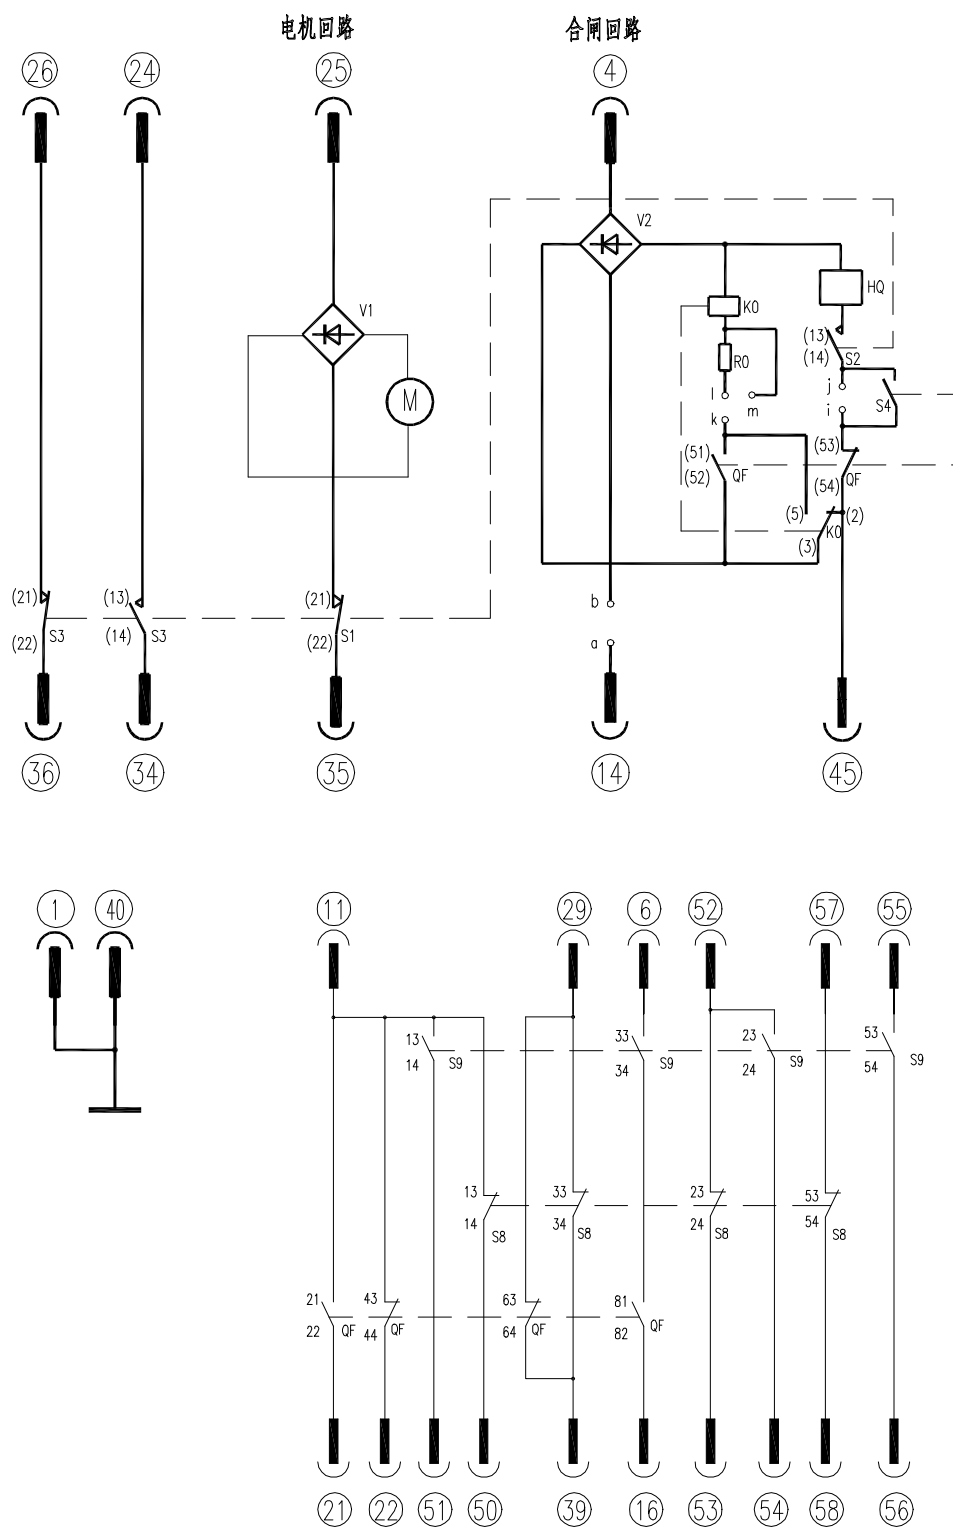 电机回路
合闸回路
26
24
25
4
V2
V1
HQ
K0
(13)
R0
(14)
S2
M
j
l
m
i
S4
k
(51)
(53)
(52)
QF
(54)
QF
(5)
(2)
K0
(3)
(21)
(13)
(21)
b
(22)
S3
(14)
S3
(22)
S1
a
36
34
35
14
45
1
40
11
29
6
52
57
55
13
14
S9
33
34
S9
23
24
S9
53
54
S9
13
14
S8
33
34
S8
23
24
S8
53
54
S8
21
22
QF
43
44
QF
63
64
QF
81
82
QF
21
22
51
50
39
16
53
54
58
56